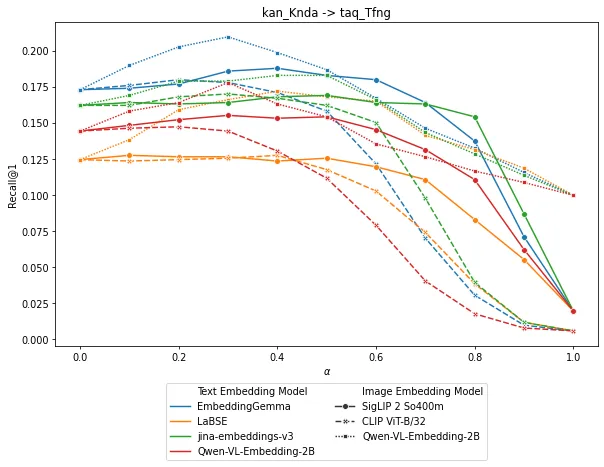 kan_Knda -> taq_Tfng
Recall@1
0.200
0.175
0.150
0.125
0.100
0.075
0.050
0.025
0.000
0.0 0.2 0.4 0.6 0.8 1.0
α
Text Embedding Model
EmbeddingGemma
LaBSE
jina-embeddings-v3
Qwen-VL-Embedding-2B
Image Embedding Model
SigLIP 2 So400m
CLIP ViT-B/32
Qwen-VL-Embedding-2B